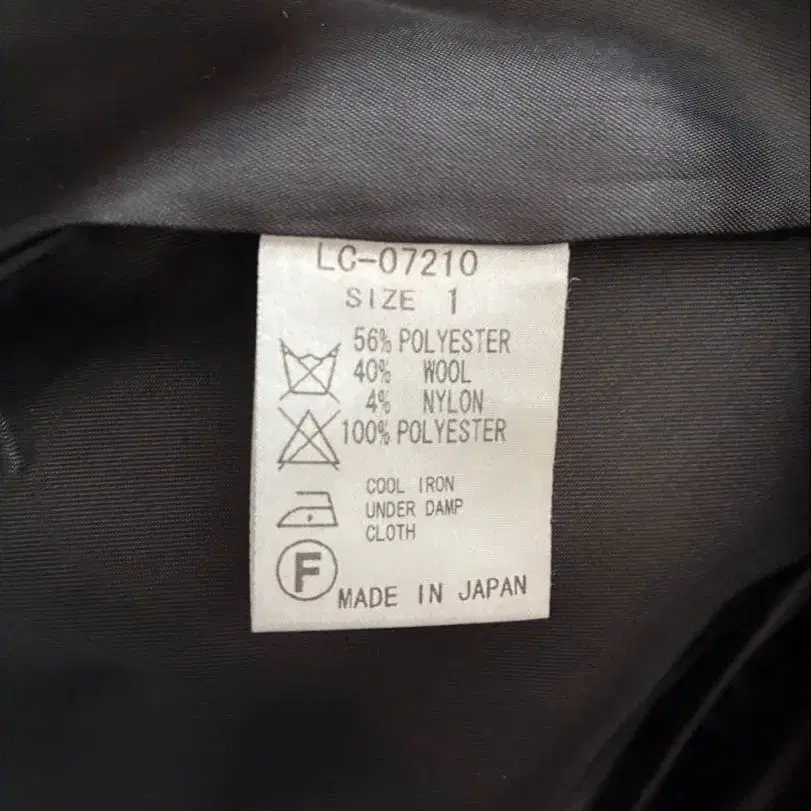 LC-07210
SIZE 1
56% POLYESTER
40% WOOL
4% NYLON
100% POLYESTER
COOL IRON
UNDER DAMP
CLOTH
F
MADE IN JAPAN